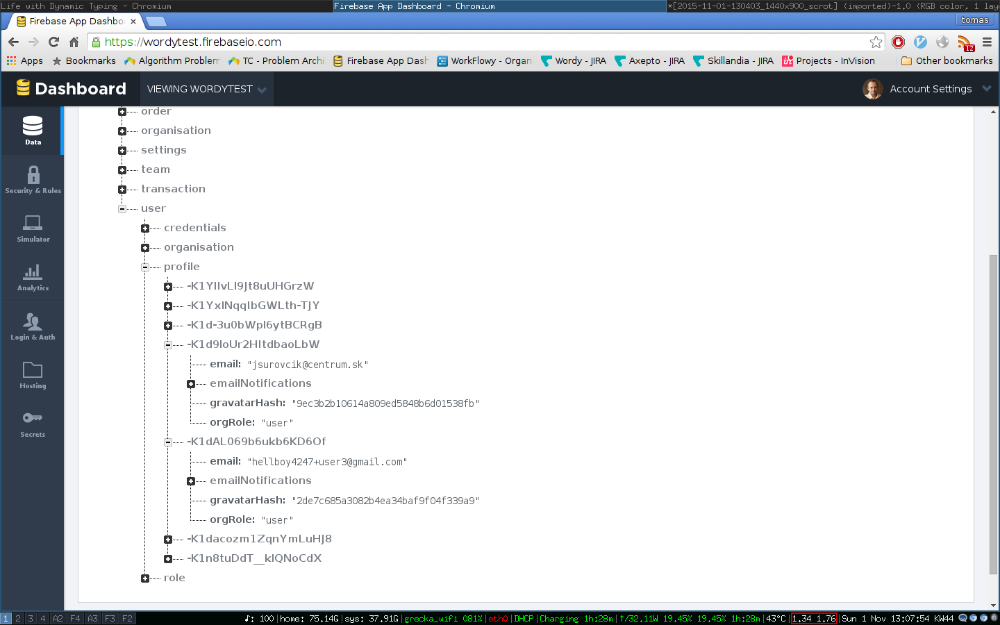 Life with Dynamic Typing - Chromium
Firebase App Dashboard - Chromium
*[2015-11-01-130403_1440x900_scrot] (imported)-1.0 (RGB color, 1 lay
Firebase App Dashbo
tomas
https://wordytest.firebaseio.com
12
Apps
Bookmarks
Algorithm Problem
TC - Problem Archi
Firebase App Dash
WorkFlowy - Organ
Wordy - JIRA
Axepto - JIRA
Skillandia - JIRA
in
Projects - InVision
Other bookmarks
Dashboard
VIEWING WORDYTEST
Account Settings
Data
Security & Rules
Simulator
Analytics
Login & Auth
Hosting
Secrets
order
organisation
settings
team
transaction
user
credentials
organisation
profile
-K1YIIvLI9Jt8uUHGrzW
-K1YxINqqIbGWLth-TJY
-K1d-3u0bWpI6ytBCRgB
-K1d9IoUr2HItdbaoLbW
email: "jsurovcik@centrum.sk"
emailNotifications
gravatarHash: "9ec3b2b10614a809ed5848b6d01538fb"
orgRole: "user"
-K1dAL069b6ukb6KD6Of
email: "hellboy4247+user3@gmail.com"
emailNotifications
gravatarHash: "2de7c685a3082b4ea34baf9f04f339a9"
orgRole: "user"
-K1dacozm1ZqnYmLuHJ8
-K1n8tuDdT__kIQNoCdX
role
1 2 3 4 A2 F4 A3 F3 F2
♪: 100|home: 75.14G|sys: 37.91G|grecka_wifi 081%|eth0|DHCP|Charging 1h:28m|↑/32.11W 19.45% 19.45% 1h:28m|43°C|1.34 1.76|Sun 1 Nov 13:07:54 KW44